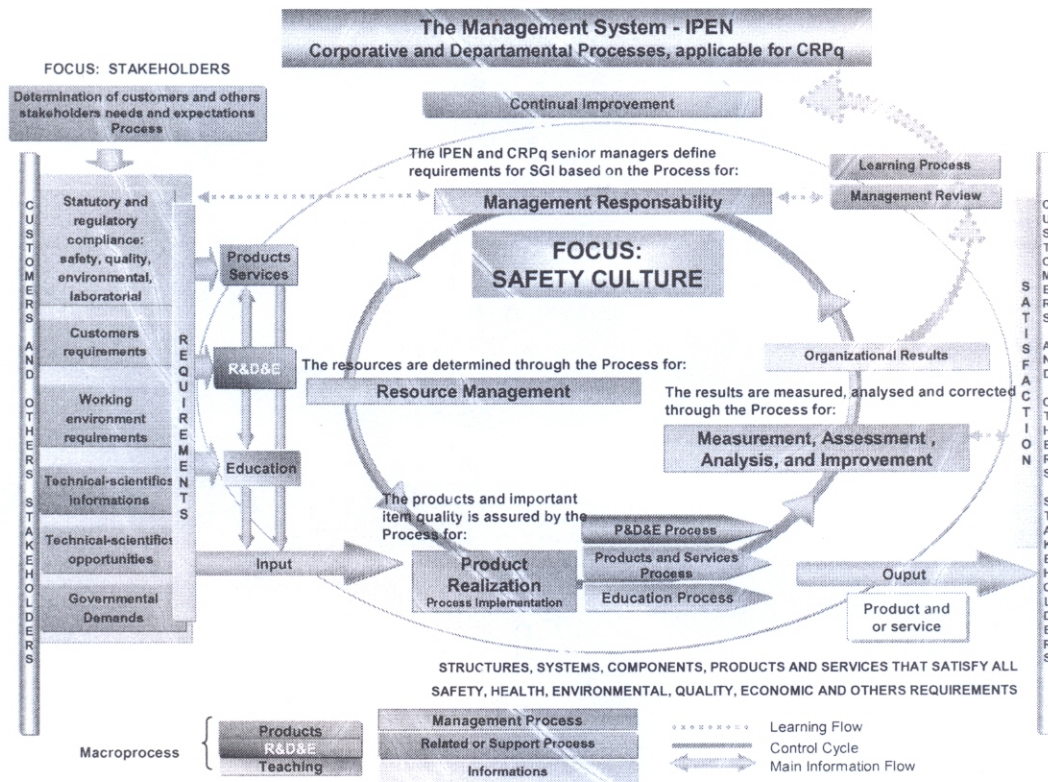 The Management System - IPEN
Corporative and Departamental Processes, applicable for CRPq
FOCUS: STAKEHOLDERS
Determination of customers and others
stakeholders needs and expectations
Process
Continual Improvement
The IPEN and CRPq senior managers define
requirements for SGI based on the Process for:
Learning Process
Management Review
Management Responsability
CUSTOMERS AND OTHERS STAKEHOLDERS
Statutory and
regulatory
compliance:
safety, quality,
environmental,
laboratorial
Customers
requirements
Working
environment
requirements
Technical-scientifics
informations
Technical-scientifics
opportunities
Governmental
Demands
REQUIREMENTS
Products
Services
R&D&E
Education
Input
FOCUS:
SAFETY CULTURE
The resources are determined through the Process for:
Resource Management
Organizational Results
The results are measured, analysed and corrected
through the Process for:
Measurement, Assessment ,
Analysis, and Improvement
The products and important
item quality is assured by the
Process for:
Product
Realization
Process Implementation
P&D&E Process
Products and Services
Process
Education Process
Ouput
Product and
or service
SATISFACTION
CUSTOMERS AND OTHERS STAKEHOLDERS
STRUCTURES, SYSTEMS, COMPONENTS, PRODUCTS AND SERVICES THAT SATISFY ALL
SAFETY, HEALTH, ENVIRONMENTAL, QUALITY, ECONOMIC AND OTHERS REQUIREMENTS
Macroprocess
Products
R&D&E
Teaching
Management Process
Related or Support Process
Informations
Learning Flow
Control Cycle
Main Information Flow